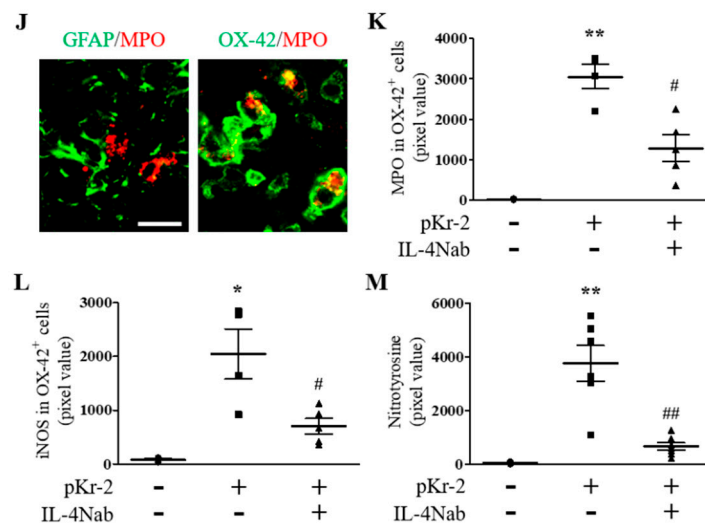 J
GFAP/MPO
OX-42/MPO
K
MPO in OX-42⁺ cells
(pixel value)
4000
3000
2000
1000
0
**
#
pKr-2 − + +
IL-4Nab − − +
L
iNOS in OX-42⁺ cells
(pixel value)
3000
2000
1000
0
*
#
pKr-2 − + +
IL-4Nab − − +
M
Nitrotyrosine
(pixel value)
6000
4000
2000
0
**
##
pKr-2 − + +
IL-4Nab − − +